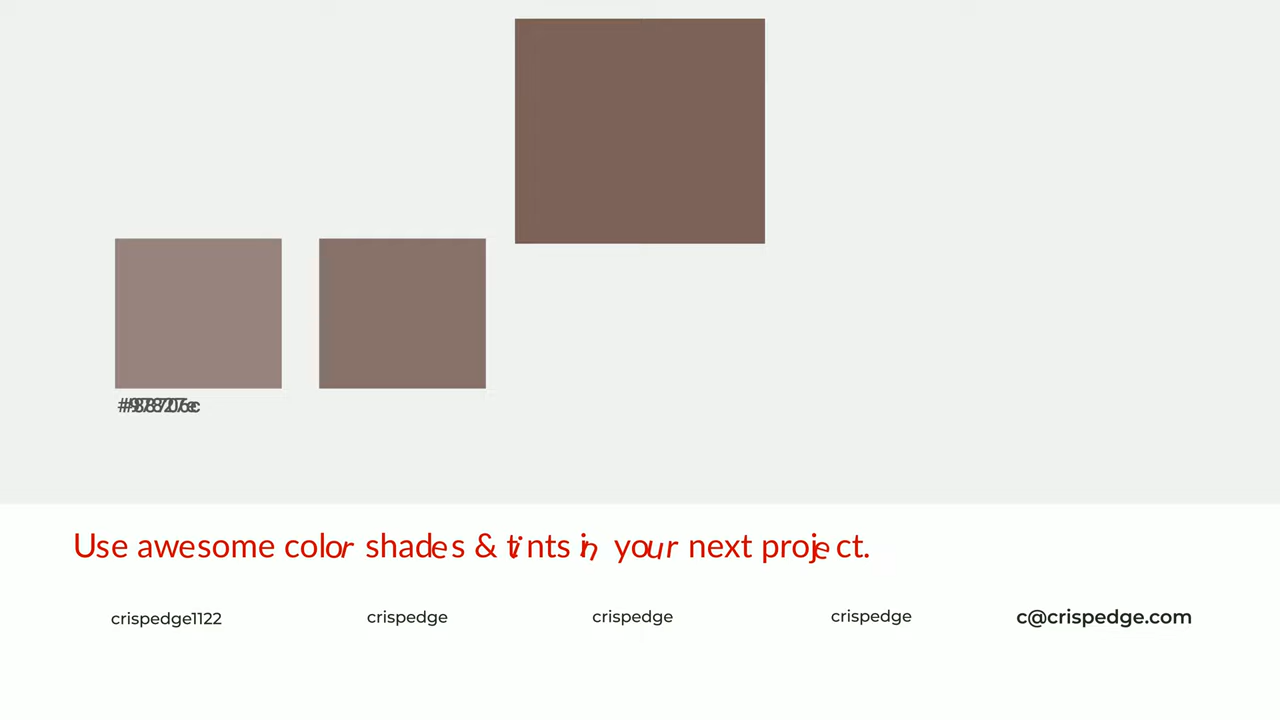 Use awesome color shades & tints in your next project.
crispedge1122 crispedge crispedge crispedge c@crispedge.com